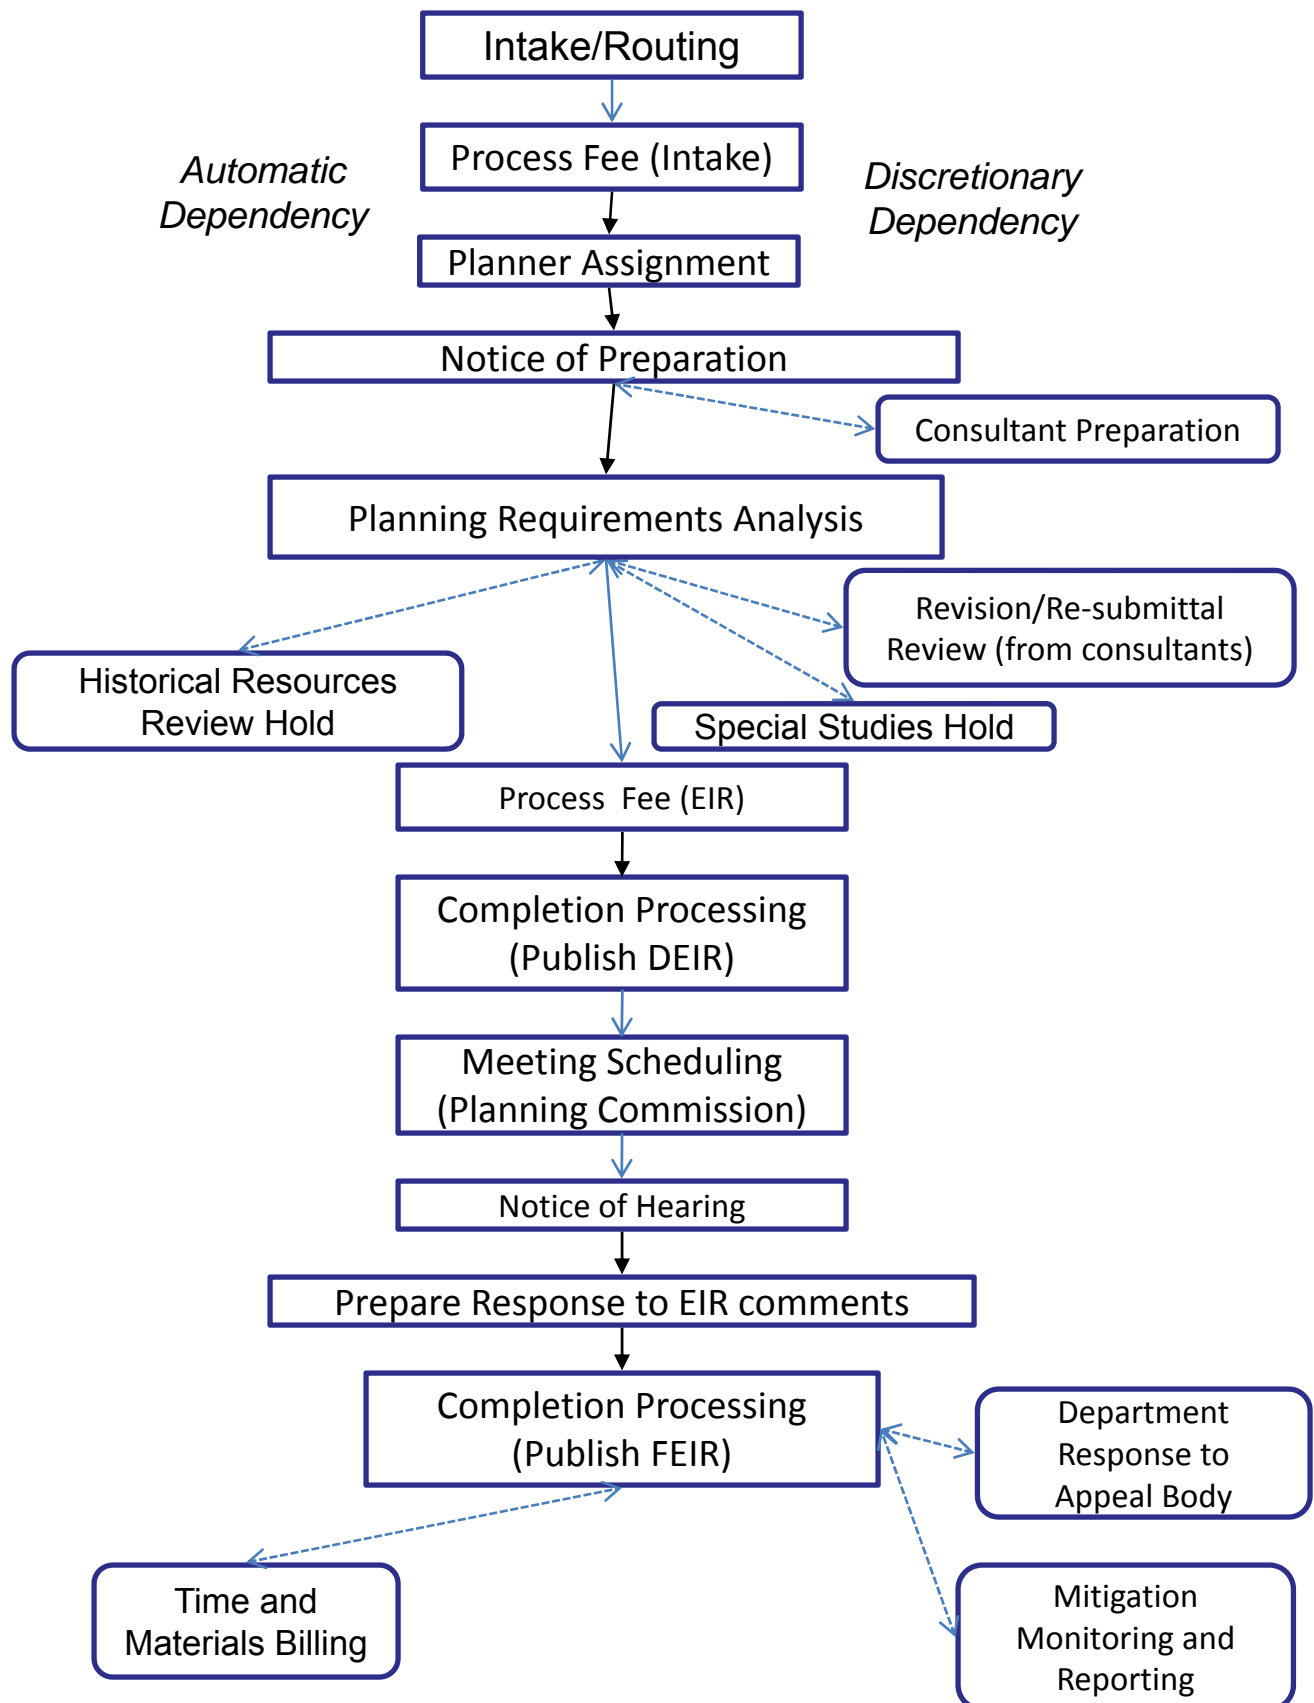 Intake/Routing
Process Fee (Intake)
Automatic
Dependency
Discretionary
Dependency
Planner Assignment
Notice of Preparation
Consultant Preparation
Planning Requirements Analysis
Revision/Re-submittal
Review (from consultants)
Historical Resources
Review Hold
Special Studies Hold
Process  Fee (EIR)
Completion Processing
(Publish DEIR)
Meeting Scheduling
(Planning Commission)
Notice of Hearing
Prepare Response to EIR comments
Completion Processing
(Publish FEIR)
Department
Response to
Appeal Body
Time and
Materials Billing
Mitigation
Monitoring and
Reporting